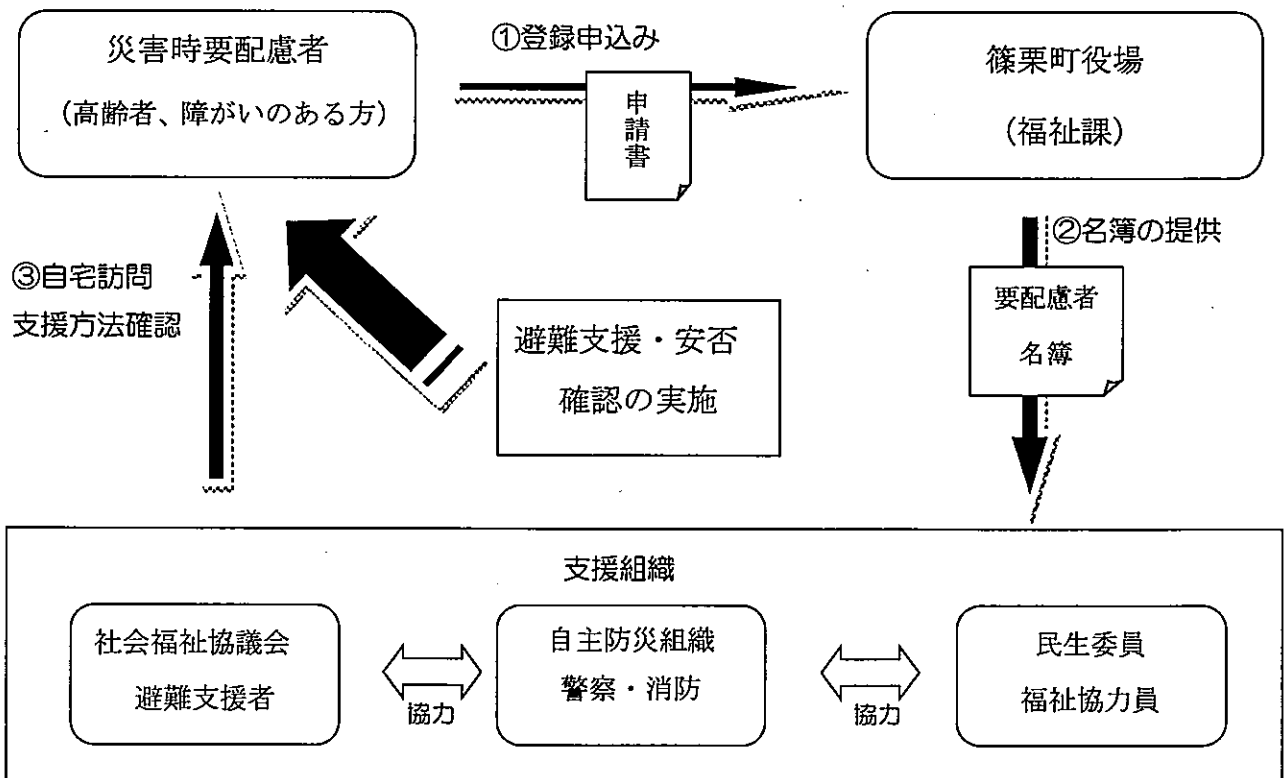 災害時要配慮者
(高齢者、障がいのある方)
①登録申込み
申請書
篠栗町役場
(福祉課)
②名簿の提供
要配慮者
名簿
③自宅訪問
支援方法確認
避難支援・安否
確認の実施
支援組織
社会福祉協議会
避難支援者
協力
自主防災組織
警察・消防
協力
民生委員
福祉協力員